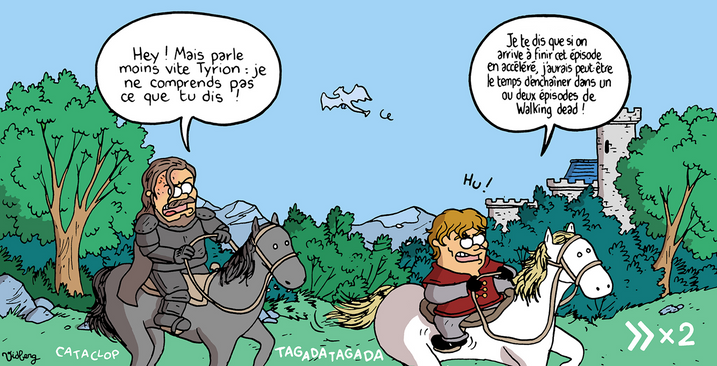 Hey ! Mais parle
moins vite Tyrion : je
ne comprends pas
ce que tu dis !
Je te dis que si on
arrive à finir cet épisode
en accéléré, j'aurais peut-être
le temps d'enchaîner dans un
ou deux épisodes de
Walking dead !
Hu !
CATACLOP
TAGADATAGADA
x 2